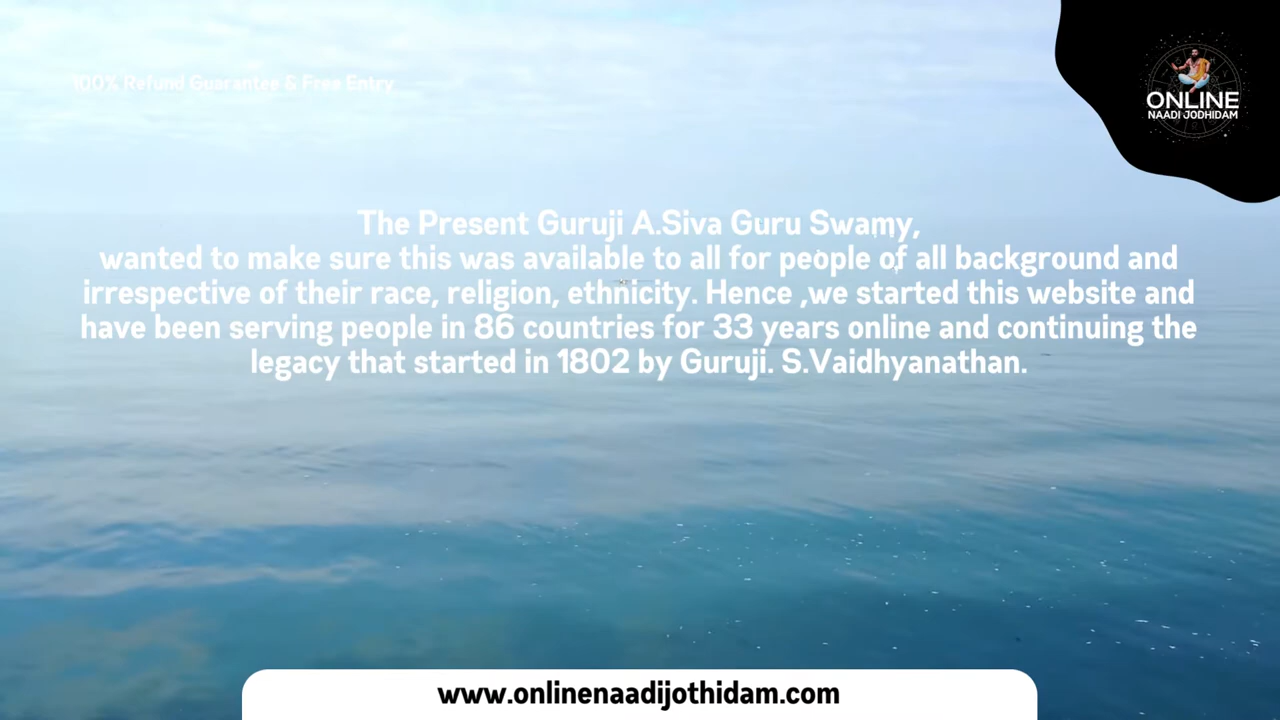 100% Refund Guarantee & Free Entry
ONLINE
NAADI JODHIDAM
The Present Guruji A.Siva Guru Swamy,
wanted to make sure this was available to all for people of all background and
irrespective of their race, religion, ethnicity. Hence ,we started this website and
have been serving people in 86 countries for 33 years online and continuing the
legacy that started in 1802 by Guruji. S.Vaidhyanathan.
www.onlinenaadijothidam.com